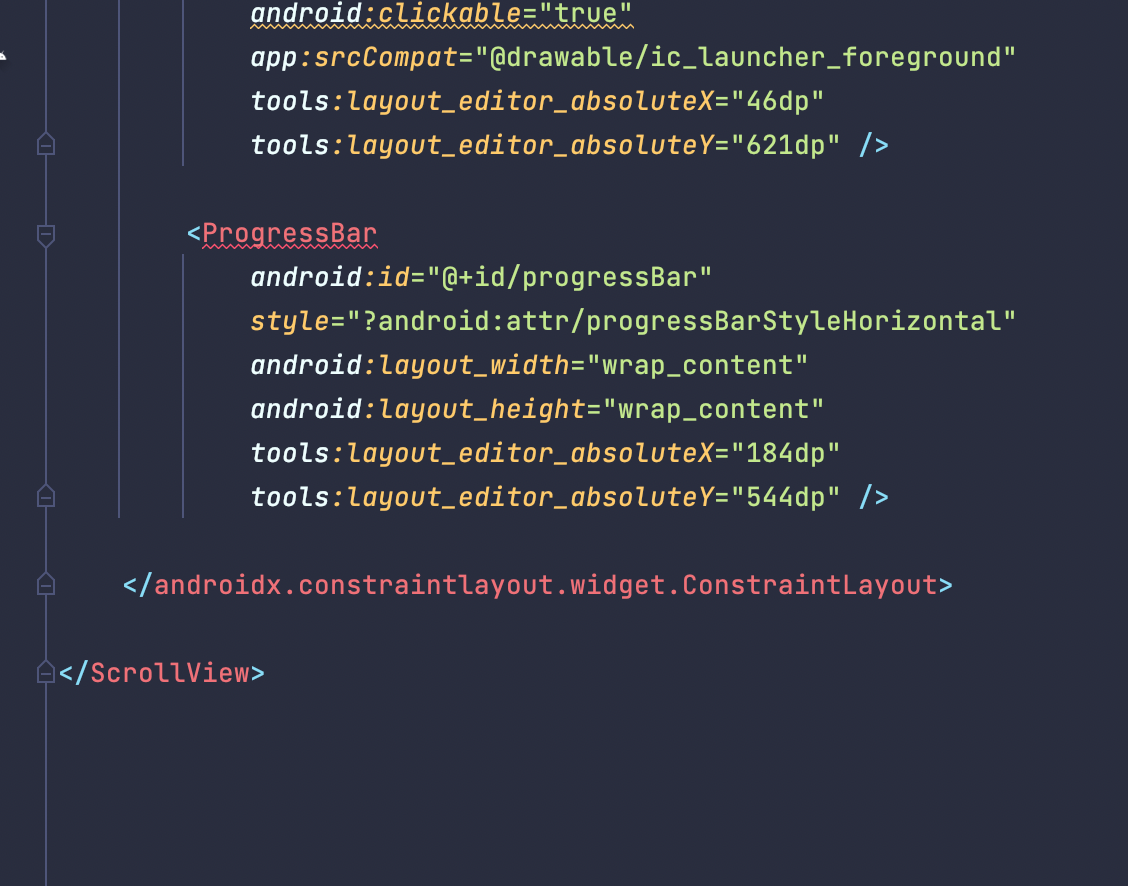 android:clickable="true"
app:srcCompat="@drawable/ic_launcher_foreground"
tools:layout_editor_absoluteX="46dp"
tools:layout_editor_absoluteY="621dp" />
<ProgressBar
android:id="@+id/progressBar"
style="?android:attr/progressBarStyleHorizontal"
android:layout_width="wrap_content"
android:layout_height="wrap_content"
tools:layout_editor_absoluteX="184dp"
tools:layout_editor_absoluteY="544dp" />
</androidx.constraintlayout.widget.ConstraintLayout>
</ScrollView>